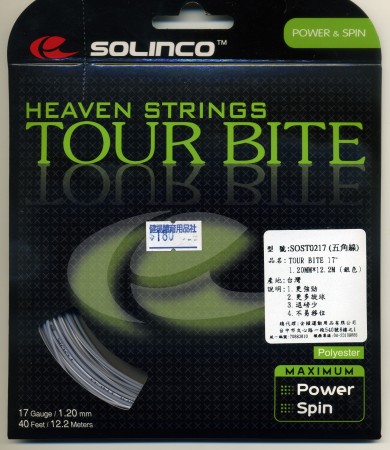 SOLINCO™
POWER & SPIN
HEAVEN STRINGS
TOUR BITE
$180
型 號:SOST0217(五角線)
品名: TOUR BITE 17°
1.20MM*12.2M (銀色)
產地:台灣
說明: 1.更強勁
2.更多旋球
3.退磅少
4.不易移位
Polyester
MAXIMUM
Power
Spin
17 Gauge / 1.20 mm
40 Feet / 12.2 Meters